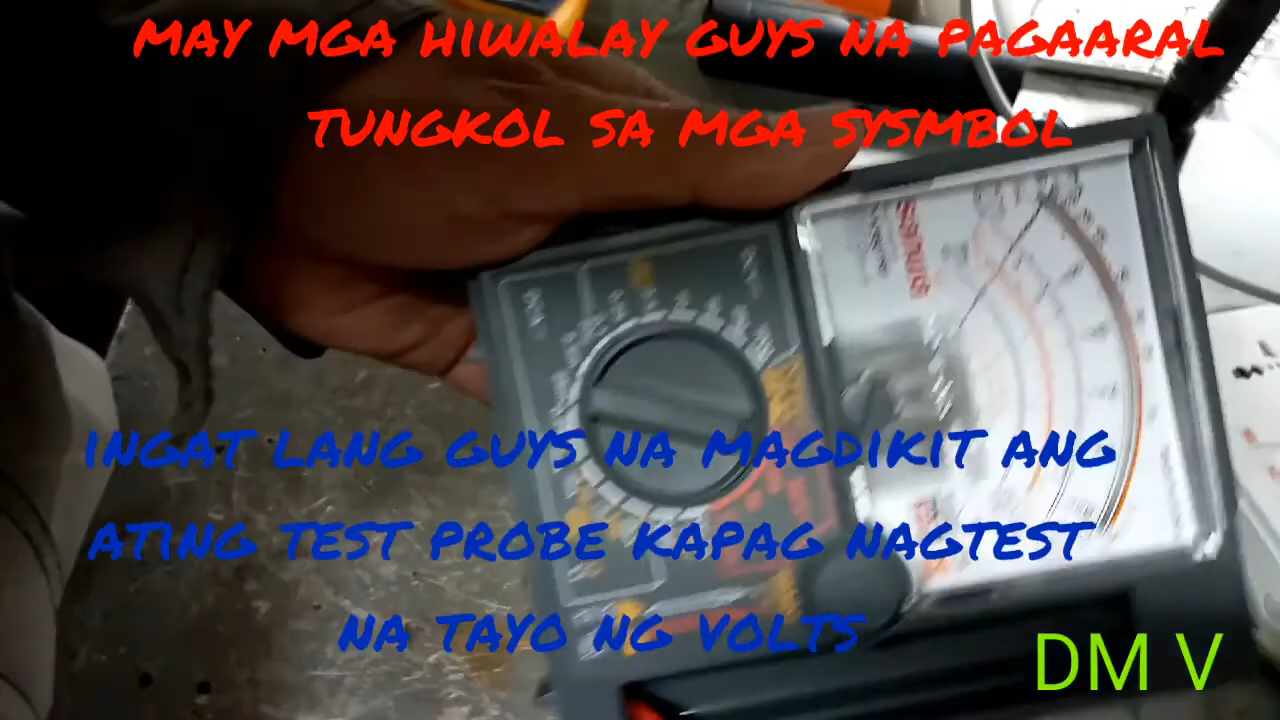 MAY MGA HIWALAY GUYS NA PAGAARAL
TUNGKOL SA MGA SYSMBOL
INGAT LANG GUYS NA MAGDIKIT ANG
ATING TEST PROBE KAPAG NAGTEST
NA TAYO NG VOLTS
DM V